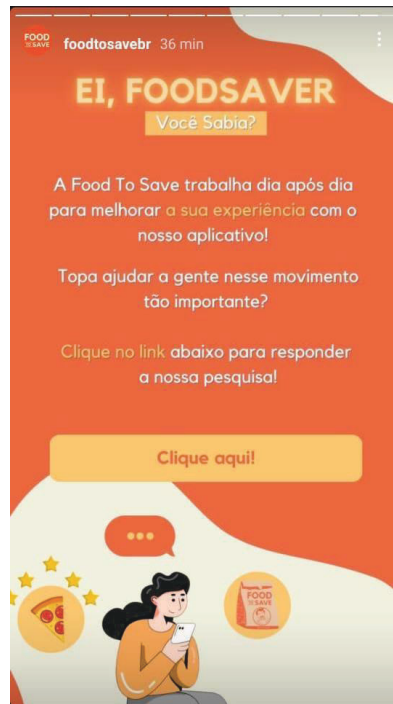 FOOD
TO SAVE
foodtosavebr 36 min
EI, FOODSAVER
Você Sabia?
A Food To Save trabalha dia após dia
para melhorar a sua experiência com o
nosso aplicativo!
Topa ajudar a gente nesse movimento
tão importante?
Clique no link abaixo para responder
a nossa pesquisa!
Clique aqui!
FOOD
TO SAVE